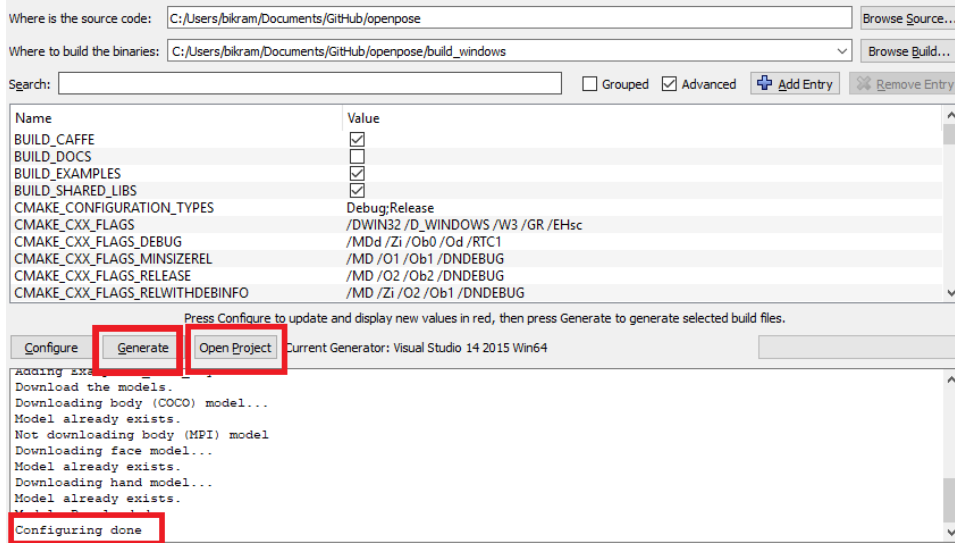 Where is the source code: C:/Users/bikram/Documents/GitHub/openpose Browse Source...
Where to build the binaries: C:/Users/bikram/Documents/GitHub/openpose/build_windows Browse Build...
Search: Grouped Advanced Add Entry Remove Entry
Name Value
BUILD_CAFFE
BUILD_DOCS
BUILD_EXAMPLES
BUILD_SHARED_LIBS
CMAKE_CONFIGURATION_TYPES Debug;Release
CMAKE_CXX_FLAGS /DWIN32 /D_WINDOWS /W3 /GR /EHsc
CMAKE_CXX_FLAGS_DEBUG /MDd /Zi /Ob0 /Od /RTC1
CMAKE_CXX_FLAGS_MINSIZEREL /MD /O1 /Ob1 /DNDEBUG
CMAKE_CXX_FLAGS_RELEASE /MD /O2 /Ob2 /DNDEBUG
CMAKE_CXX_FLAGS_RELWITHDEBINFO /MD /Zi /O2 /Ob1 /DNDEBUG
Press Configure to update and display new values in red, then press Generate to generate selected build files.
Configure Generate Open Project Current Generator: Visual Studio 14 2015 Win64
Adding
Download the models.
Downloading body (COCO) model...
Model already exists.
Not downloading body (MPI) model
Downloading face model...
Model already exists.
Downloading hand model...
Model already exists.
Configuring done